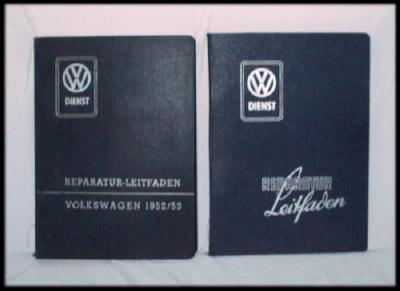 VW
DIENST
REPARATUR-LEITFADEN
VOLKSWAGEN 1952/53
VW
DIENST
REPARATUR
Leitfaden